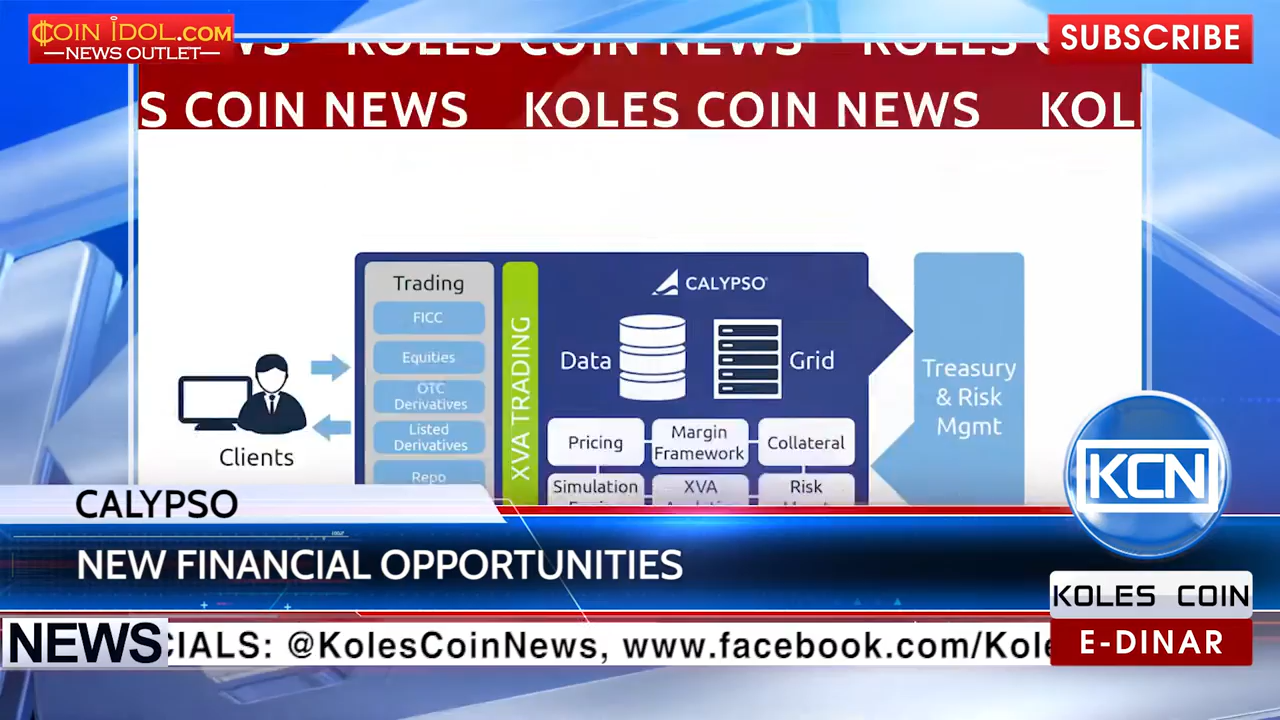 COIN IDOL.COM
NEWS OUTLET
SUBSCRIBE
KOLES COIN NEWS
S COIN NEWS KOLES COIN NEWS KOL
Trading
FICC
Equities
OTC
Derivatives
Listed
Derivatives
Repo
XVA TRADING
CALYPSO
Data
Grid
Pricing
Margin
Framework
Collateral
Simulation
XVA
Risk
Clients
Treasury
& Risk
Mgmt
KCN
CALYPSO
NEW FINANCIAL OPPORTUNITIES
KOLES COIN
E-DINAR
NEWS
CIALS: @KolesCoinNews, www.facebook.com/Kole